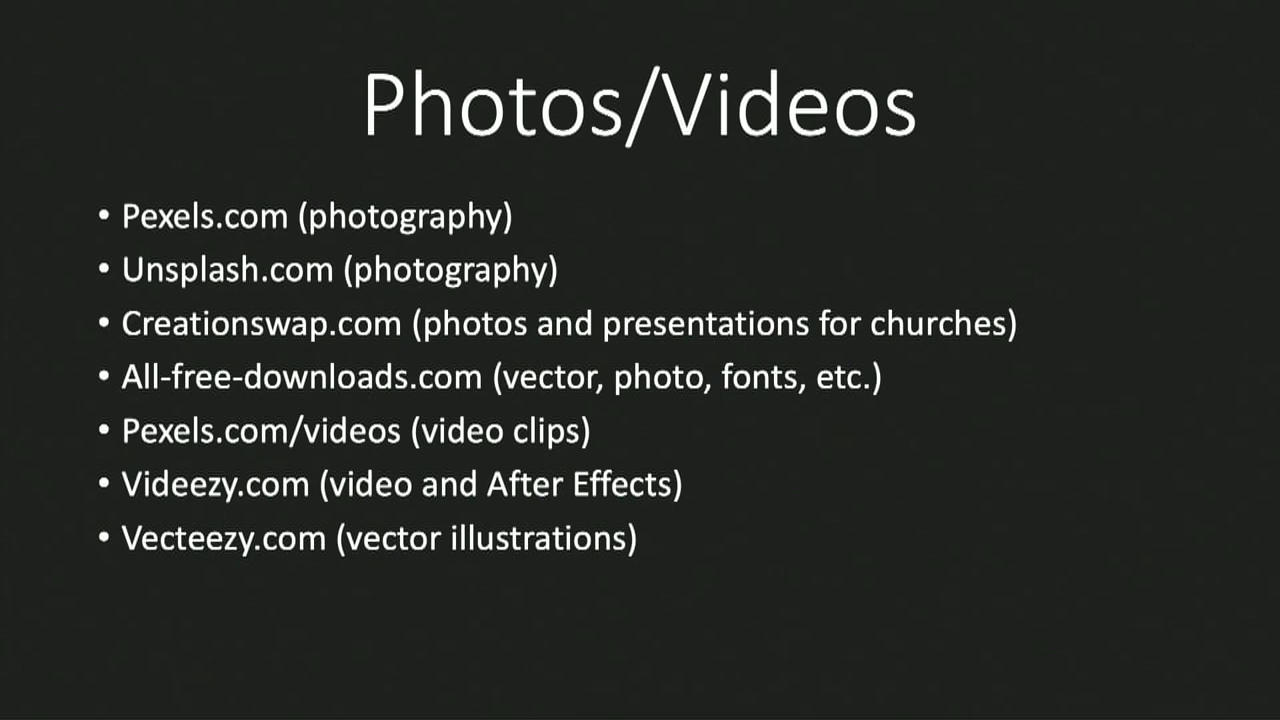 Photos/Videos
• Pexels.com (photography)
• Unsplash.com (photography)
• Creationswap.com (photos and presentations for churches)
• All-free-downloads.com (vector, photo, fonts, etc.)
• Pexels.com/videos (video clips)
• Videezy.com (video and After Effects)
• Vecteezy.com (vector illustrations)